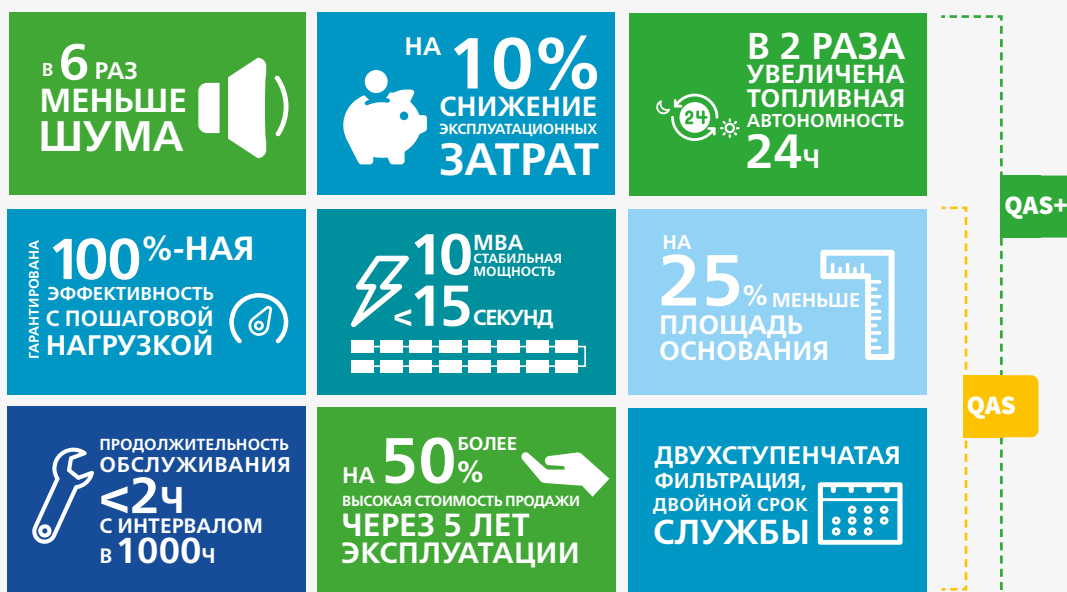 В 6 РАЗ
МЕНЬШЕ
ШУМА
НА 10%
СНИЖЕНИЕ
ЭКСПЛУАТАЦИОННЫХ
ЗАТРАТ
В 2 РАЗА
УВЕЛИЧЕНА
ТОПЛИВНАЯ
АВТОНОМНОСТЬ
24Ч
24
QAS+
ГАРАНТИРОВАНА
100%-НАЯ
ЭФФЕКТИВНОСТЬ
С ПОШАГОВОЙ
НАГРУЗКОЙ
10 МВА
СТАБИЛЬНАЯ
МОЩНОСТЬ
<15 СЕКУНД
НА
25% МЕНЬШЕ
ПЛОЩАДЬ
ОСНОВАНИЯ
QAS
ПРОДОЛЖИТЕЛЬНОСТЬ
ОБСЛУЖИВАНИЯ
<2Ч
С ИНТЕРВАЛОМ
В 1000Ч
НА 50% БОЛЕЕ
ВЫСОКАЯ СТОИМОСТЬ ПРОДАЖИ
ЧЕРЕЗ 5 ЛЕТ
ЭКСПЛУАТАЦИИ
ДВУХСТУПЕНЧАТАЯ
ФИЛЬТРАЦИЯ,
ДВОЙНОЙ СРОК
СЛУЖБЫ